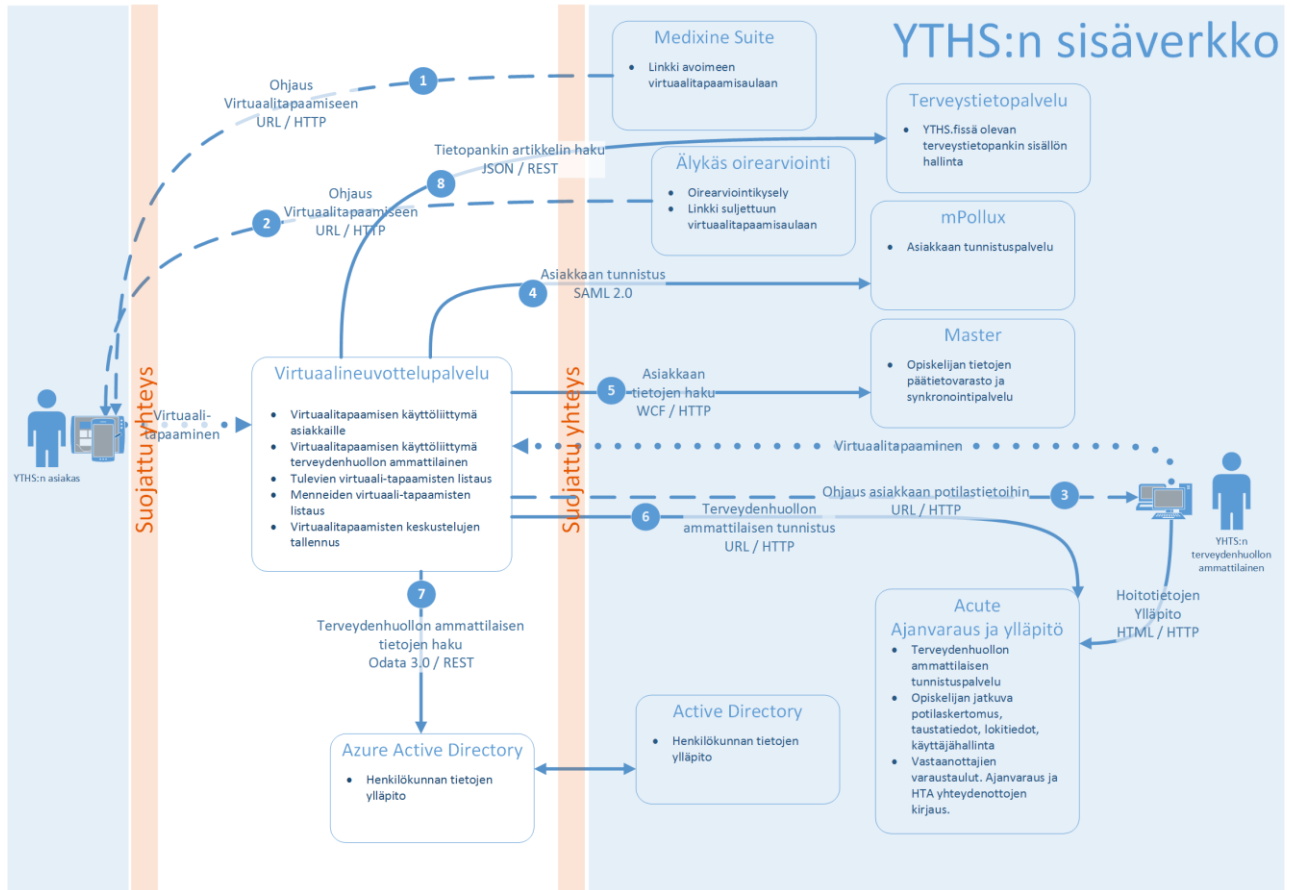 YTHS:n sisäverkko
Medixine Suite
Linkki avoimeen
virtuaalitapaamisaulaan
1
Ohjaus
Virtuaalitapaamiseen
URL / HTTP
Terveystietopalvelu
YTHS.fissä olevan
terveystietopankin sisällön
hallinta
Tietopankin artikkelin haku
JSON / REST
8
Älykäs oirearviointi
Oirearviointikysely
Linkki suljettuun
virtuaalitapaamisaulaan
2
Ohjaus
Virtuaalitapaamiseen
URL / HTTP
mPollux
Asiakkaan tunnistuspalvelu
Asiakkaan tunnistus
4
SAML 2.0
Master
Opiskelijan tietojen
päätietovarasto ja
synkronointipalvelu
Suojattu yhteys
Suojattu yhteys
Virtuaalineuvottelupalvelu
Virtuaalitapaamisen käyttöliittymä
asiakkaille
Virtuaalitapaamisen käyttöliittymä
terveydenhuollon ammattilainen
Tulevien virtuaali-tapaamisten listaus
Menneiden virtuaali-tapaamisten
listaus
Virtuaalitapaamisten keskustelujen
tallennus
5
Asiakkaan
tietojen haku
WCF / HTTP
Virtuaali-
tapaaminen
YTHS:n asiakas
Virtuaalitapaaminen
Ohjaus asiakkaan potilastietoihin
3
URL / HTTP
6
Terveydenhuollon
ammattilaisen tunnistus
URL / HTTP
YHTS:n
terveydenhuollon
ammattilainen
7
Terveydenhuollon ammattilaisen
tietojen haku
Odata 3.0 / REST
Hoitotietojen
Ylläpito
HTML / HTTP
Acute
Ajanvaraus ja ylläpitö
Terveydenhuollon
ammattilaisen
tunnistuspalvelu
Opiskelijan jatkuva
potilaskertomus,
taustatiedot, lokitiedot,
käyttäjähallinta
Vastaanottajien
varaustaulut. Ajanvaraus ja
HTA yhteydenottojen
kirjaus.
Active Directory
Henkilökunnan tietojen
ylläpito
Azure Active Directory
Henkilökunnan tietojen
ylläpito